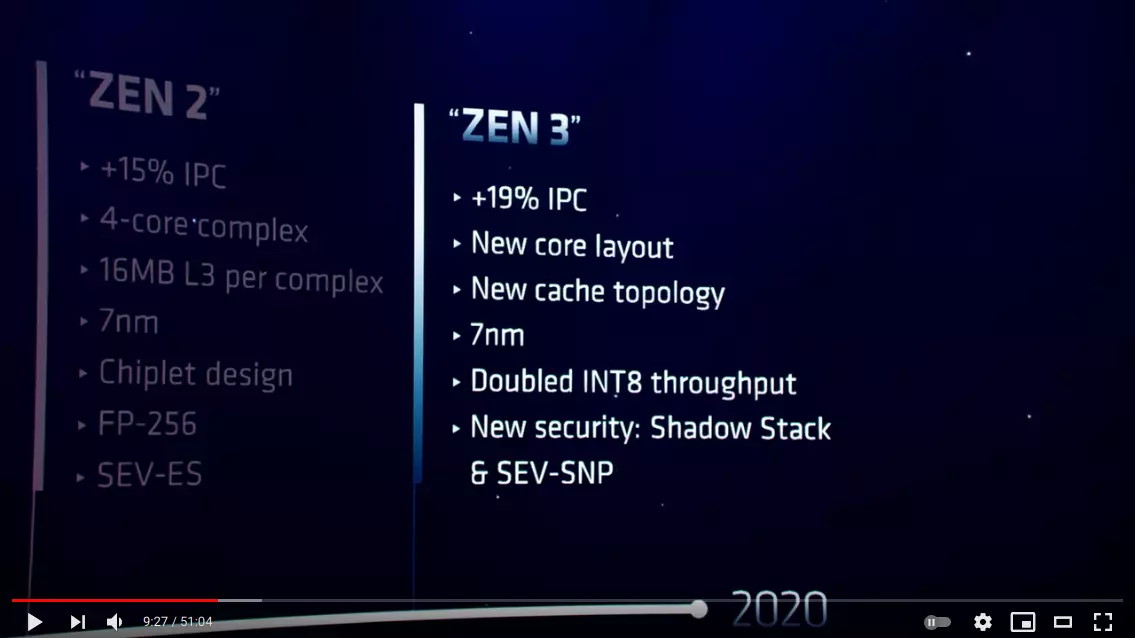 “ZEN 2”
+15% IPC
4-core complex
16MB L3 per complex
7nm
Chiplet design
FP-256
SEV-ES
“ZEN 3”
+19% IPC
New core layout
New cache topology
7nm
Doubled INT8 throughput
New security: Shadow Stack
& SEV-SNP
2020
9:27 / 51:04